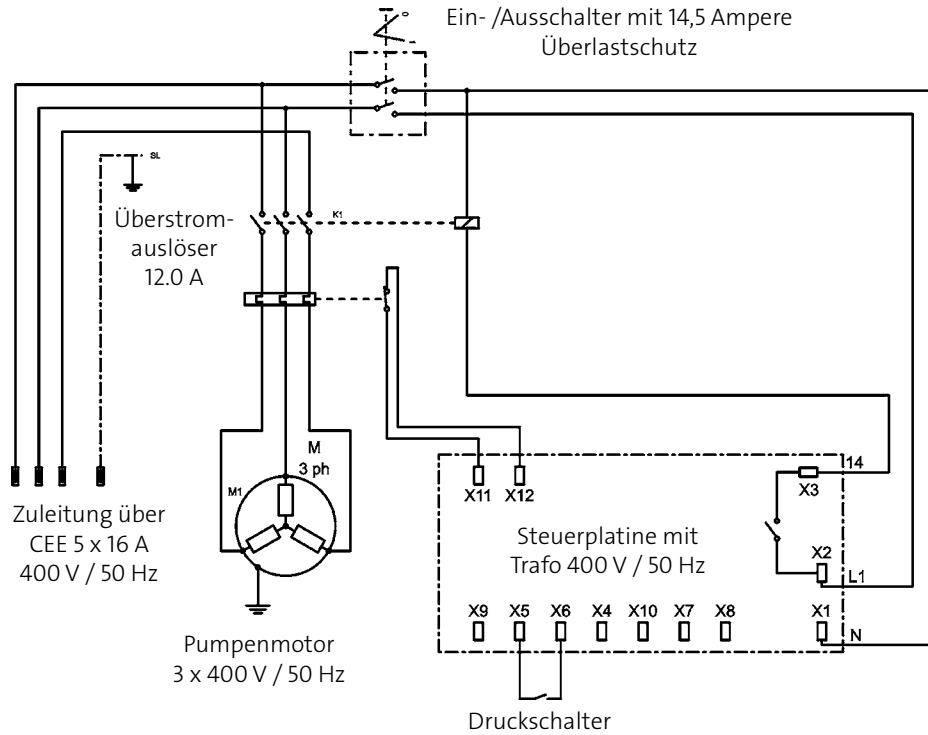 Ein- /Ausschalter mit 14,5 Ampere
Überlastschutz
SL
K1
Überstrom-
auslöser
12.0 A
M
3 ph
M1
Zuleitung über
CEE 5 x 16 A
400 V / 50 Hz
Pumpenmotor
3 x 400 V / 50 Hz
X11
X12
X3
14
Steuerplatine mit
Trafo 400 V / 50 Hz
X2
L1
X9
X5
X6
X4
X10
X7
X8
X1
N
Druckschalter